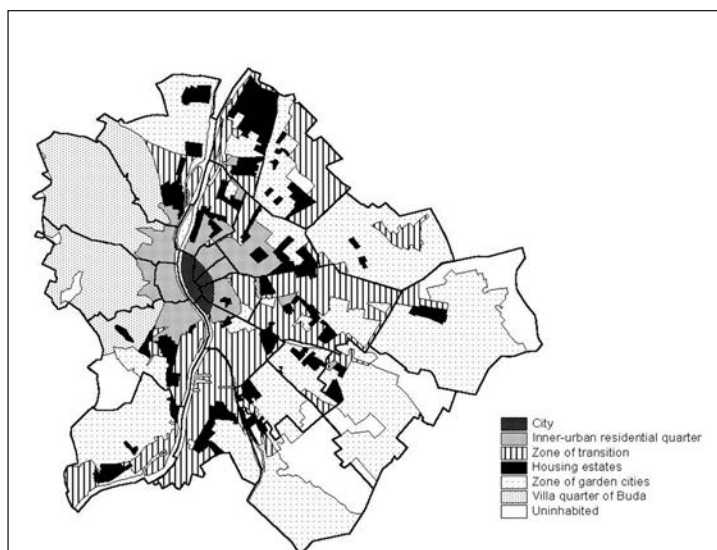 City
Inner-urban residential quarter
Zone of transition
Housing estates
Zone of garden cities
Villa quarter of Buda
Uninhabited